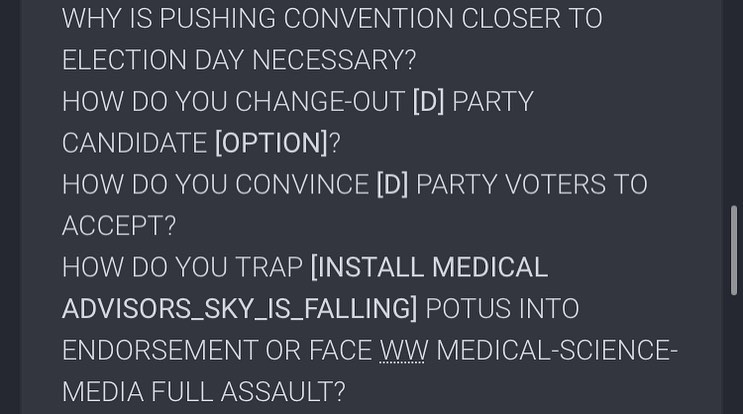 WHY IS PUSHING CONVENTION CLOSER TO
ELECTION DAY NECESSARY?
HOW DO YOU CHANGE-OUT [D] PARTY
CANDIDATE [OPTION]?
HOW DO YOU CONVINCE [D] PARTY VOTERS TO
ACCEPT?
HOW DO YOU TRAP [INSTALL MEDICAL
ADVISORS_SKY_IS_FALLING] POTUS INTO
ENDORSEMENT OR FACE WW MEDICAL-SCIENCE-
MEDIA FULL ASSAULT?